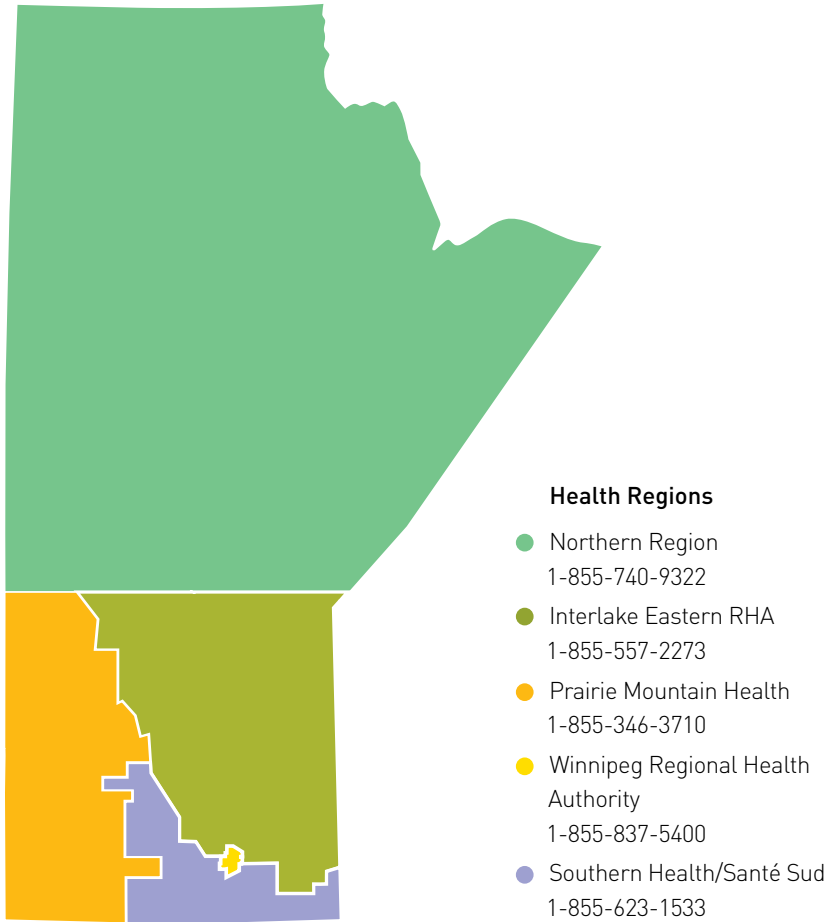 Health Regions
Northern Region
1-855-740-9322
Interlake Eastern RHA
1-855-557-2273
Prairie Mountain Health
1-855-346-3710
Winnipeg Regional Health
Authority
1-855-837-5400
Southern Health/Santé Sud
1-855-623-1533